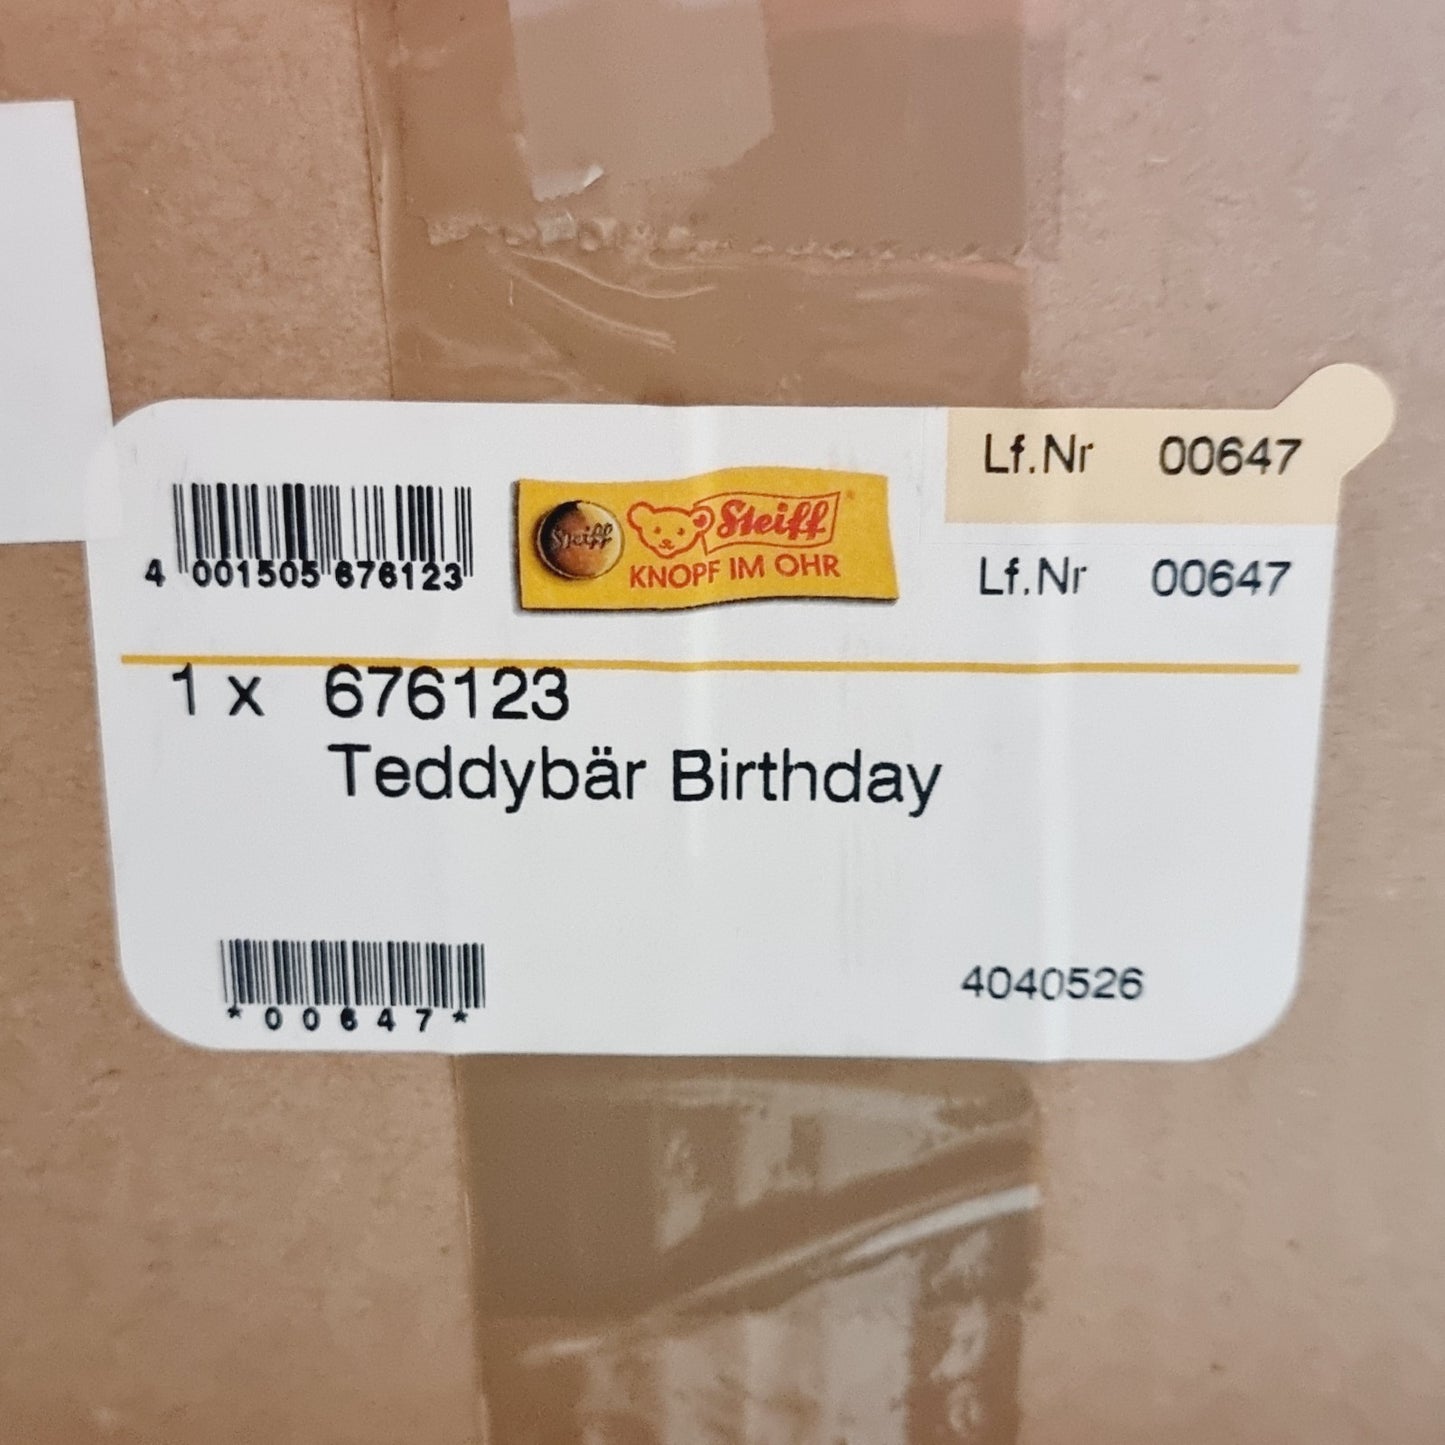 Lf.Nr 00647
4 001505 676123
Steiff
Steiff
KNOPF IM OHR
Lf.Nr 00647
1 x 676123
Teddybär Birthday
*00647*
4040526